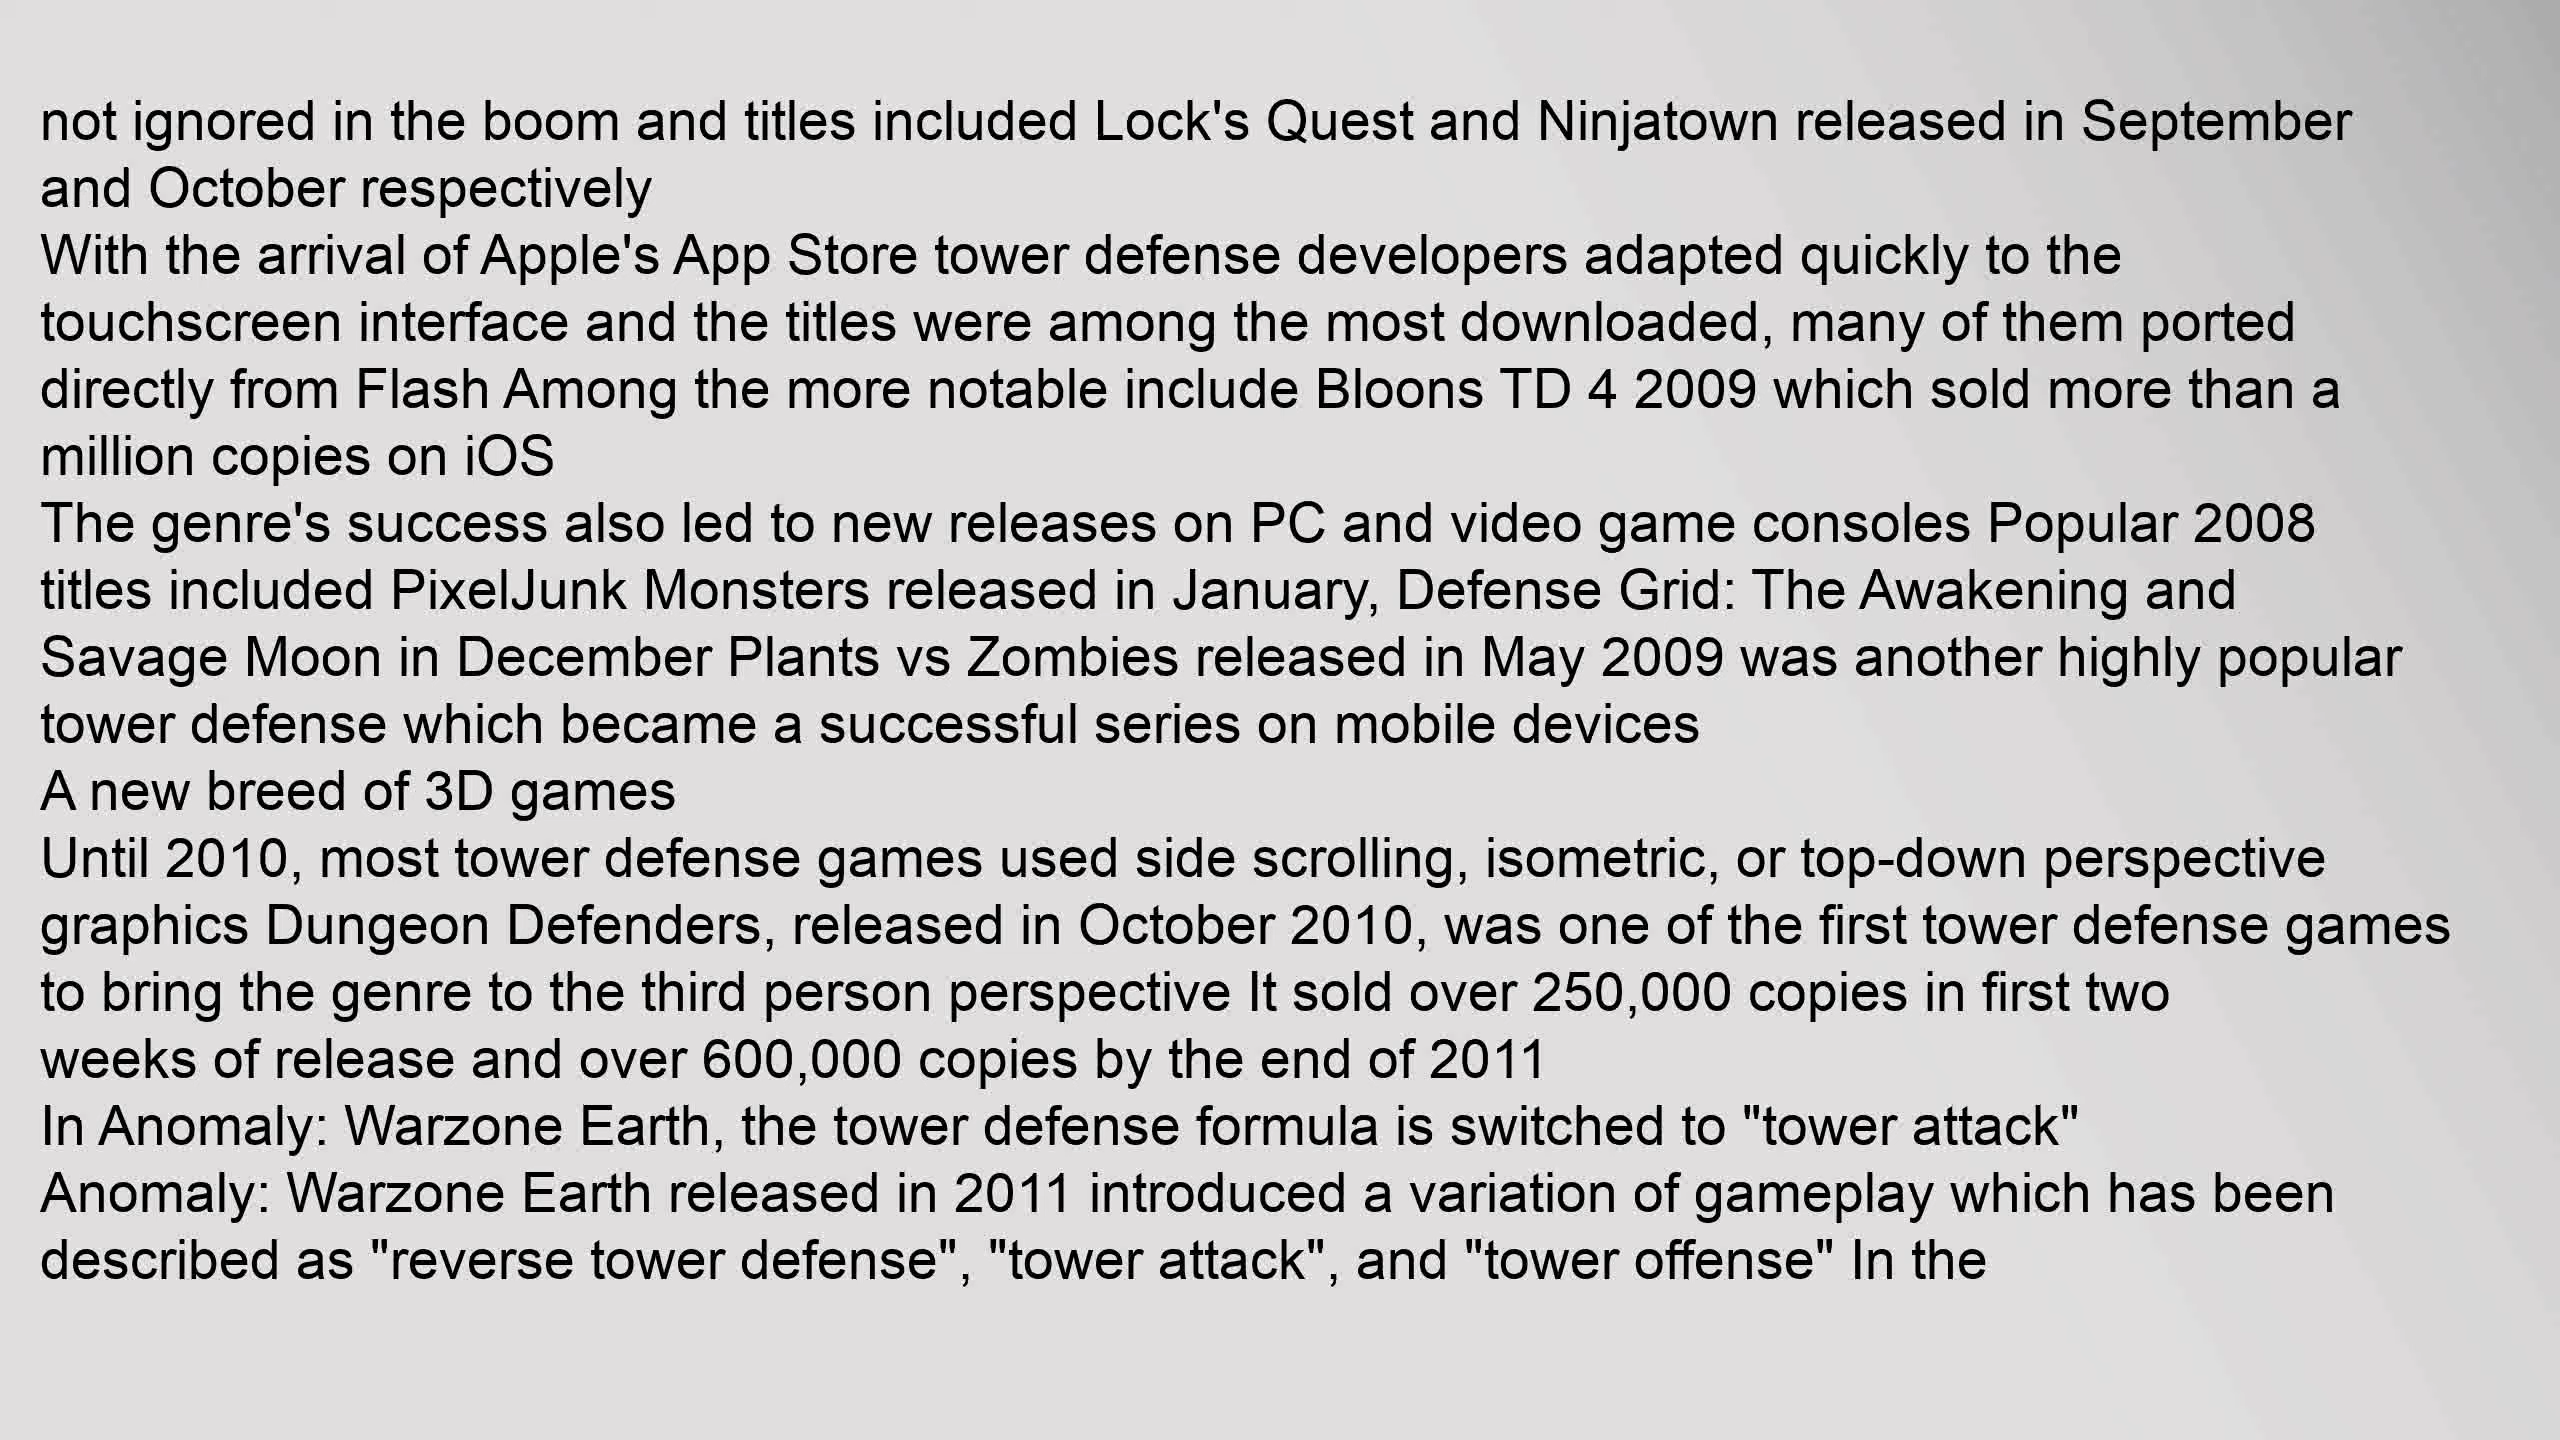 not ignored in the boom and titles included Lock's Quest and Ninjatown released in September
and October respectively
With the arrival of Apple's App Store tower defense developers adapted quickly to the
touchscreen interface and the titles were among the most downloaded, many of them ported
directly from Flash Among the more notable include Bloons TD 4 2009 which sold more than a
million copies on iOS
The genre's success also led to new releases on PC and video game consoles Popular 2008
titles included PixelJunk Monsters released in January, Defense Grid: The Awakening and
Savage Moon in December Plants vs Zombies released in May 2009 was another highly popular
tower defense which became a successful series on mobile devices
A new breed of 3D games
Until 2010, most tower defense games used side scrolling, isometric, or top-down perspective
graphics Dungeon Defenders, released in October 2010, was one of the first tower defense games
to bring the genre to the third person perspective It sold over 250,000 copies in first two
weeks of release and over 600,000 copies by the end of 2011
In Anomaly: Warzone Earth, the tower defense formula is switched to "tower attack"
Anomaly: Warzone Earth released in 2011 introduced a variation of gameplay which has been
described as "reverse tower defense", "tower attack", and "tower offense" In the